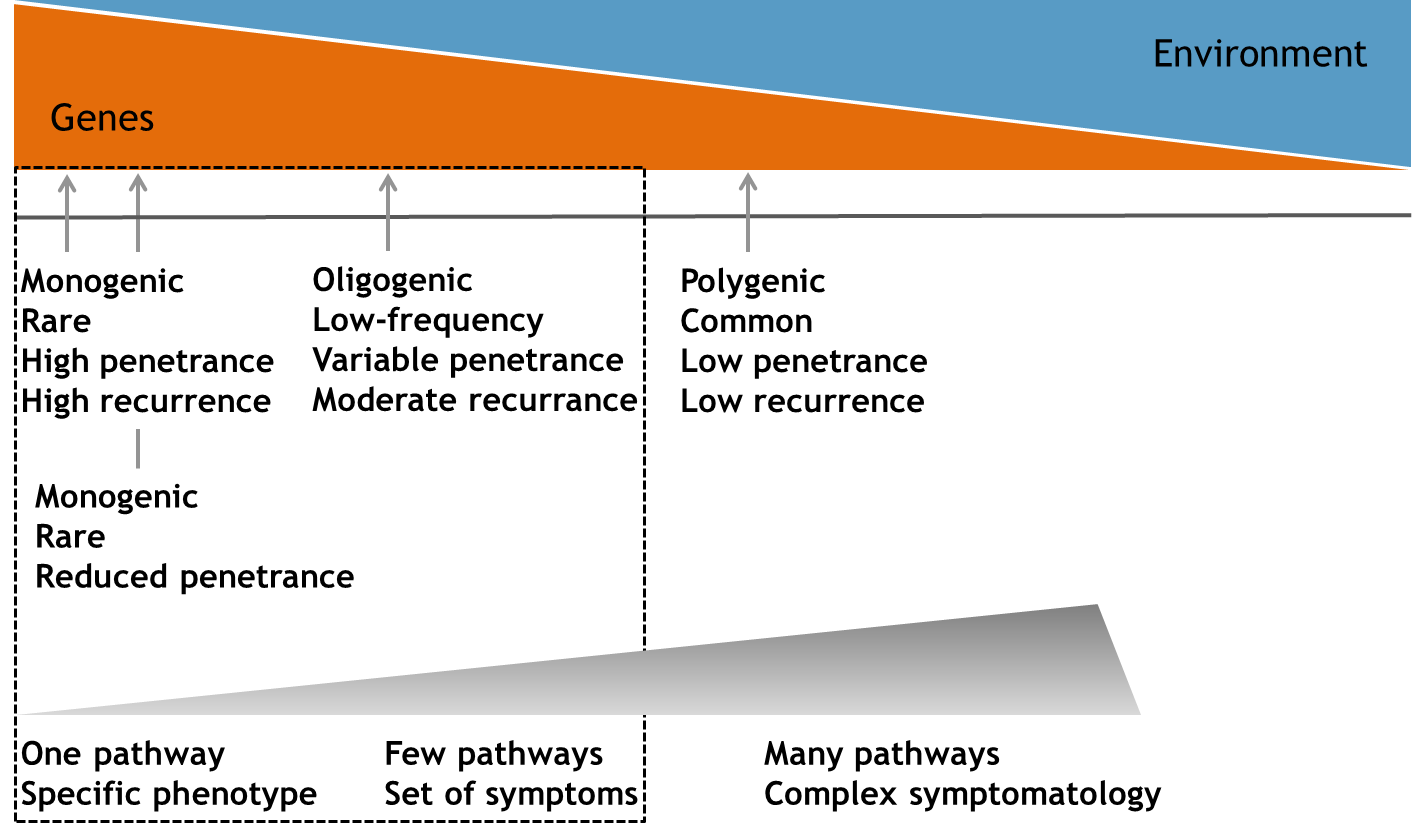 Environment
Genes
Monogenic
Rare
High penetrance
High recurrence
Oligogenic
Low-frequency
Variable penetrance
Moderate recurrance
Polygenic
Common
Low penetrance
Low recurrence
Monogenic
Rare
Reduced penetrance
One pathway
Specific phenotype
Few pathways
Set of symptoms
Many pathways
Complex symptomatology